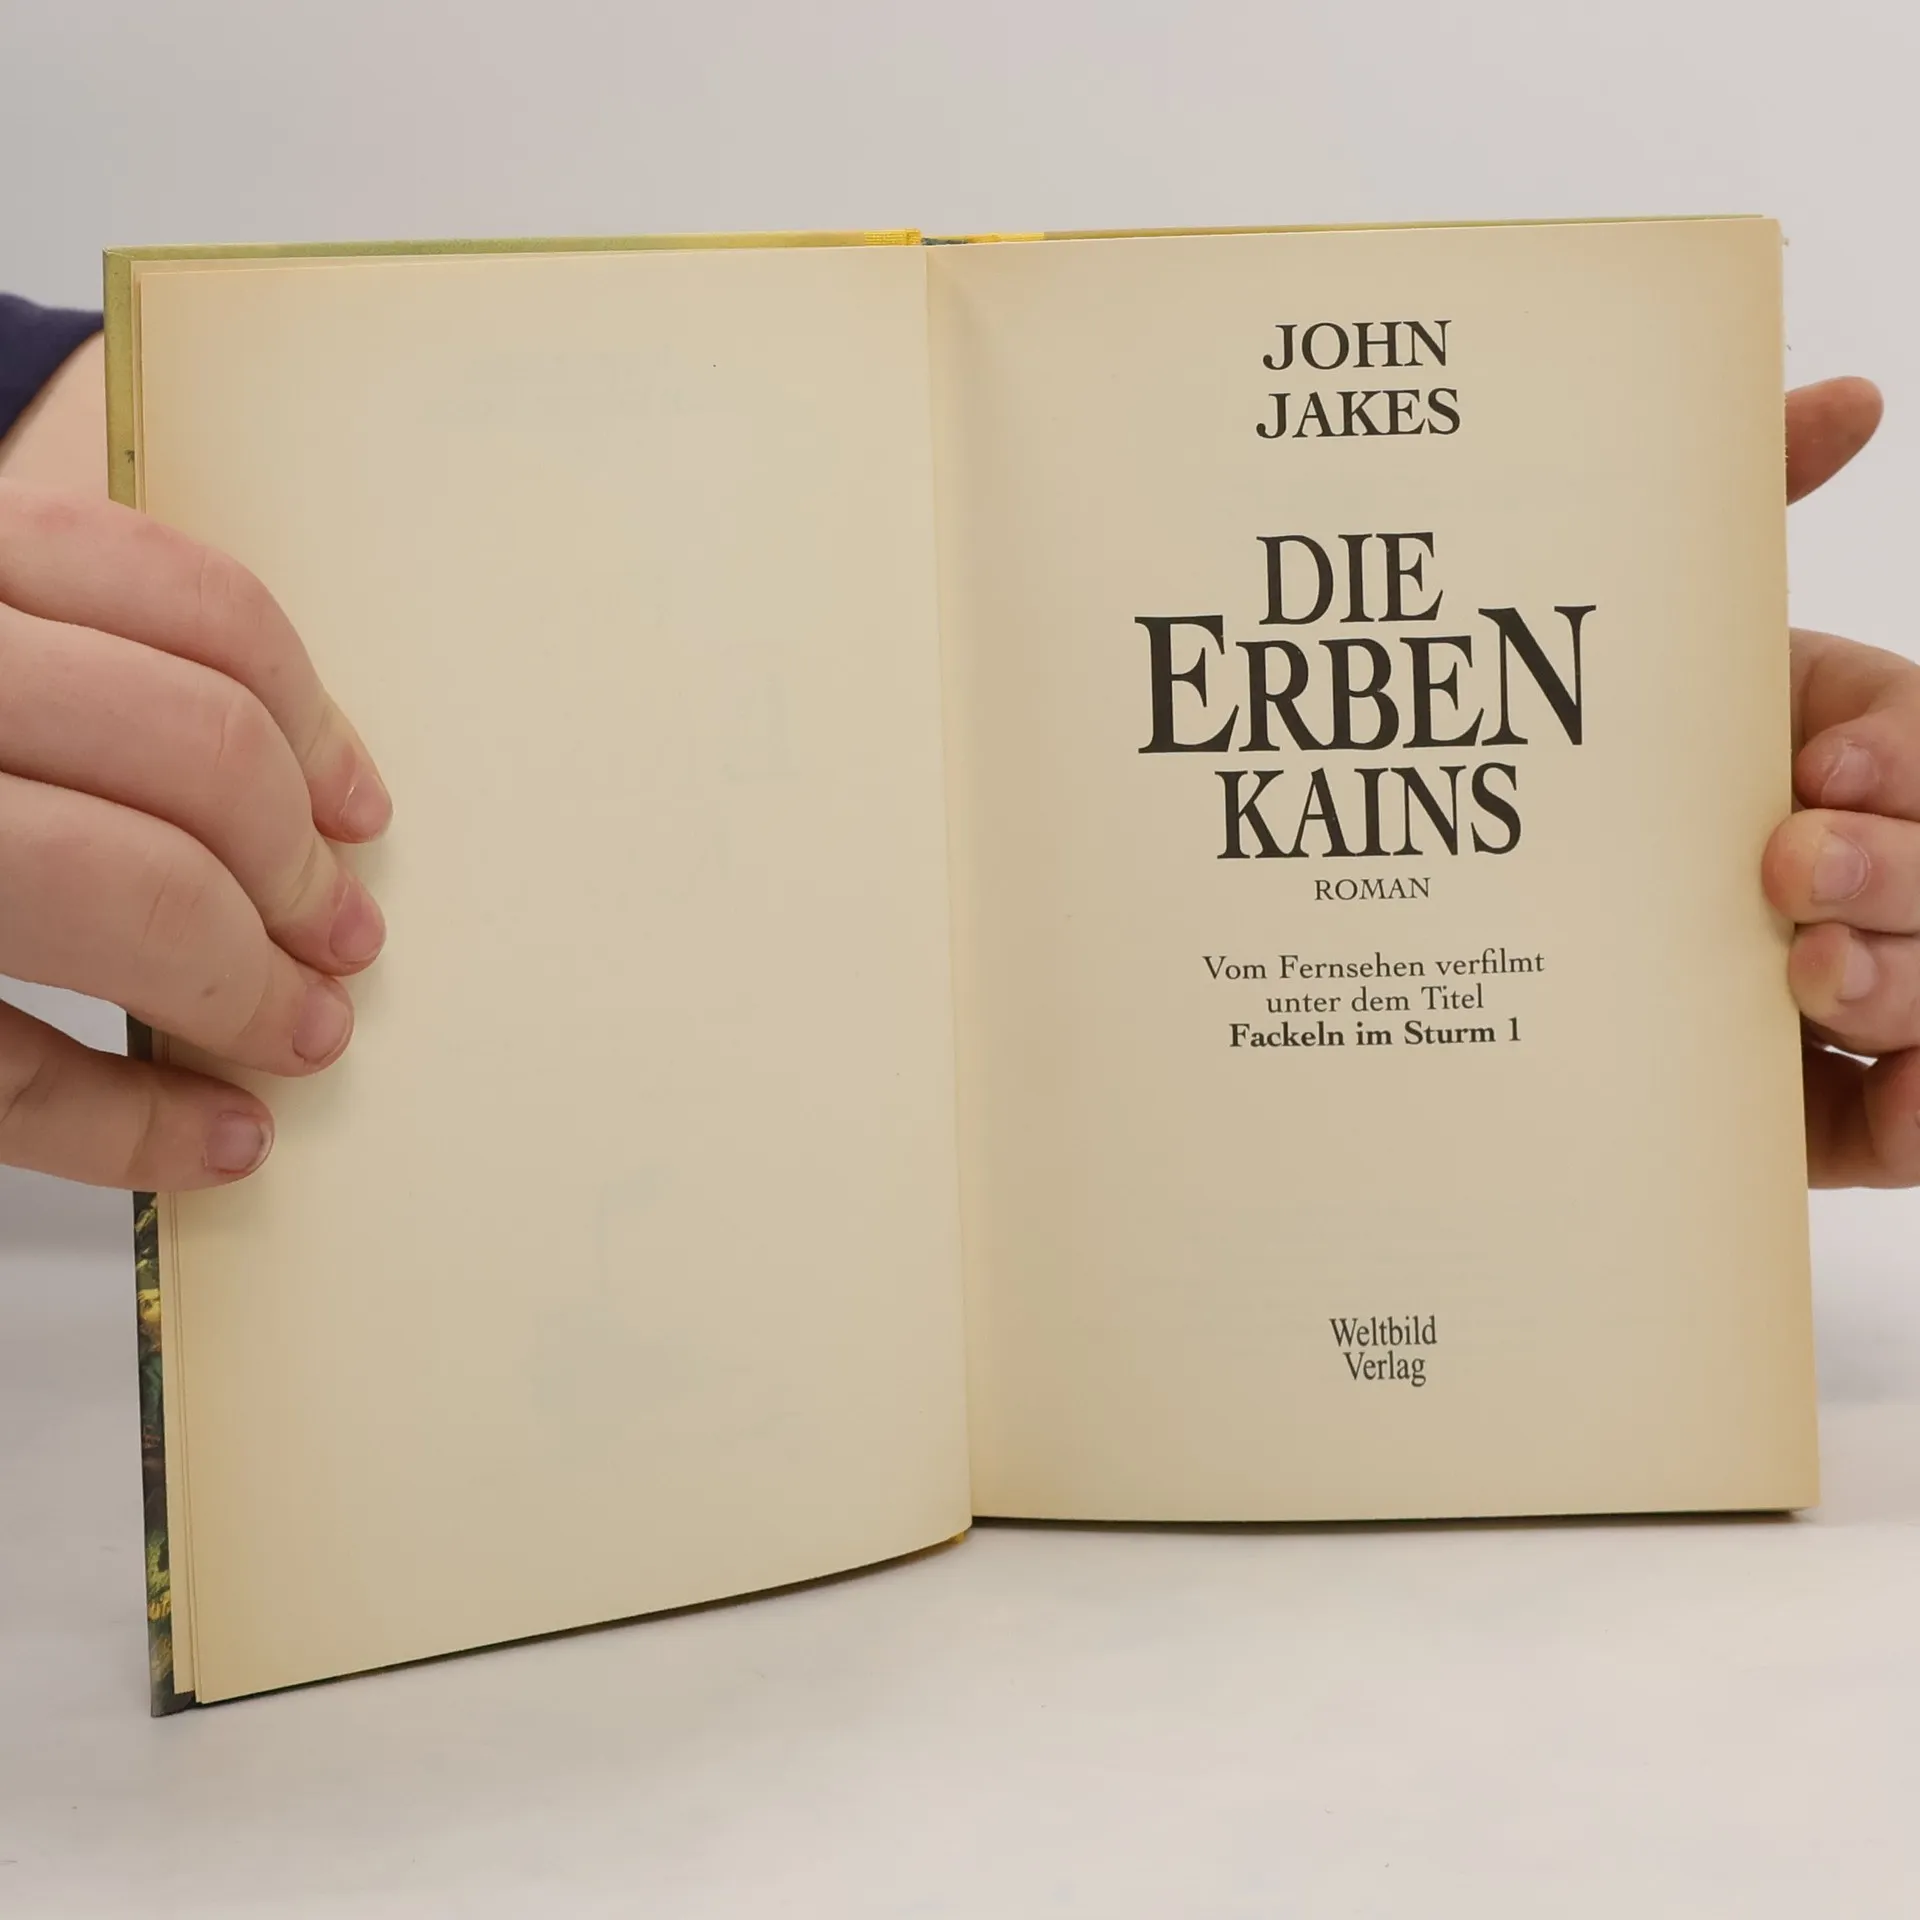 JOHN
JAKES
DIE
ERBEN
KAINS
ROMAN
Vom Fernsehen verfilmt
unter dem Titel
Fackeln im Sturm 1
Weltbild
Verlag